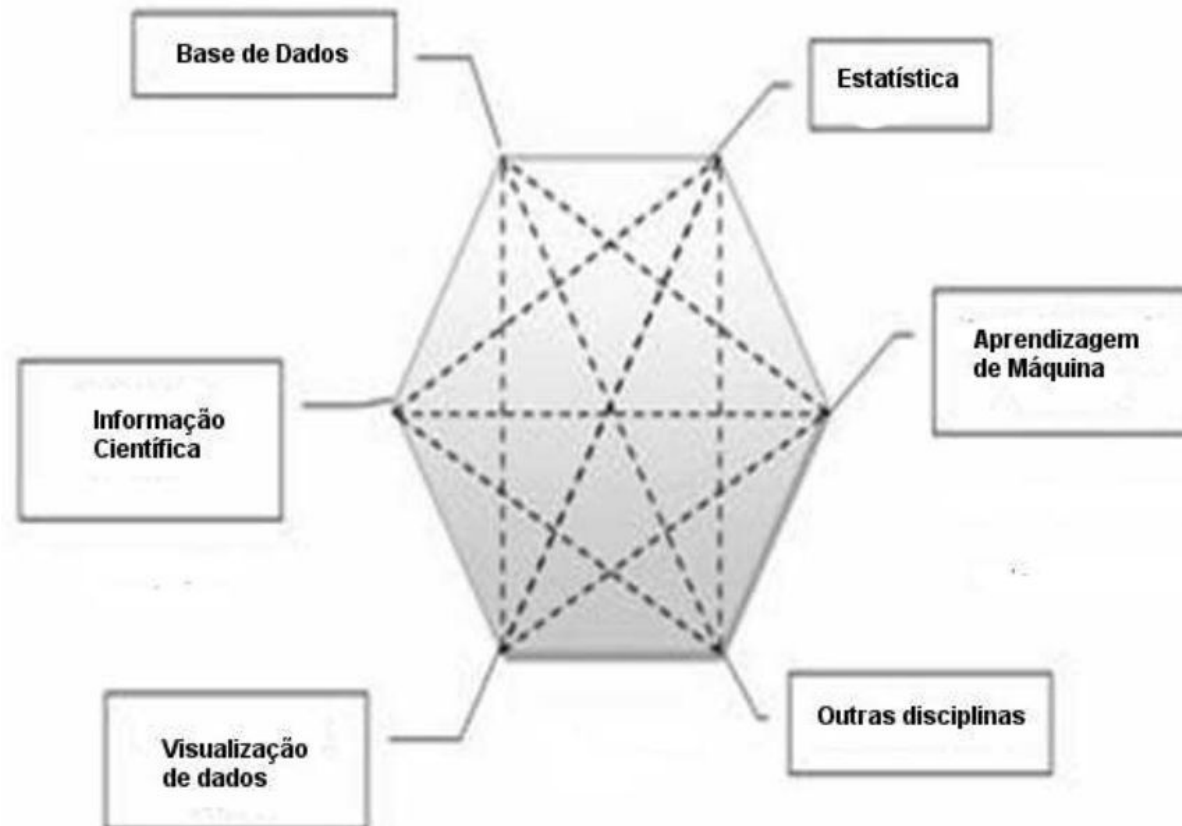 Base de Dados
Estatística
Aprendizagem
de Máquina
Informação
Científica
Visualização
de dados
Outras disciplinas